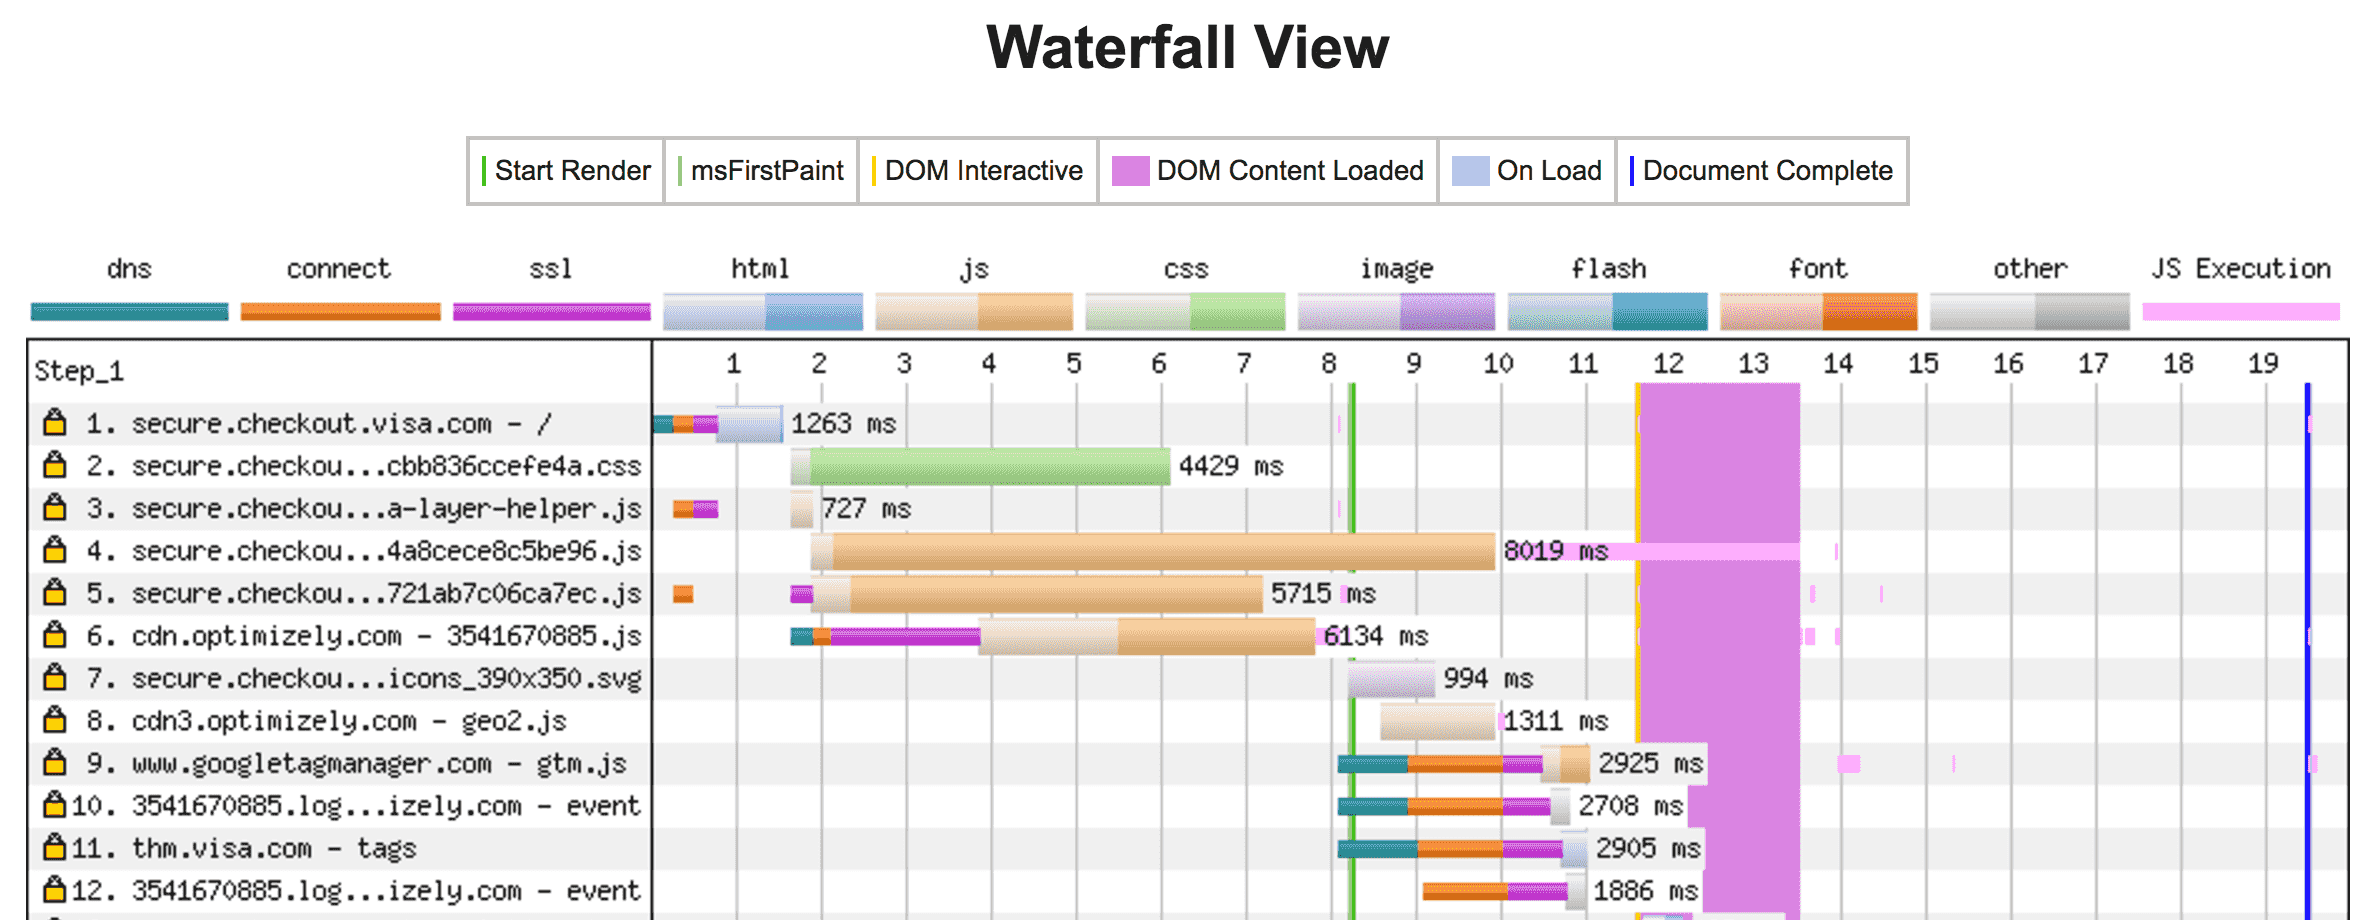 Waterfall View
Start Render msFirstPaint DOM Interactive DOM Content Loaded On Load Document Complete
dns connect ssl html js css image flash font other JS Execution
Step_1 1 2 3 4 5 6 7 8 9 10 11 12 13 14 15 16 17 18 19
1. secure.checkout.visa.com - / 1263 ms
2. secure.checkou...cbb836ccefe4a.css 4429 ms
3. secure.checkou...a-layer-helper.js 727 ms
4. secure.checkou...4a8cece8c5be96.js 8019 ms
5. secure.checkou...721ab7c06ca7ec.js 5715 ms
6. cdn.optimizely.com - 3541670885.js 6134 ms
7. secure.checkou...icons_390x350.svg 994 ms
8. cdn3.optimizely.com - geo2.js 1311 ms
9. www.googletagmanager.com - gtm.js 2925 ms
10. 3541670885.log...izely.com - event 2708 ms
11. thm.visa.com - tags 2905 ms
12. 3541670885.log...izely.com - event 1886 ms